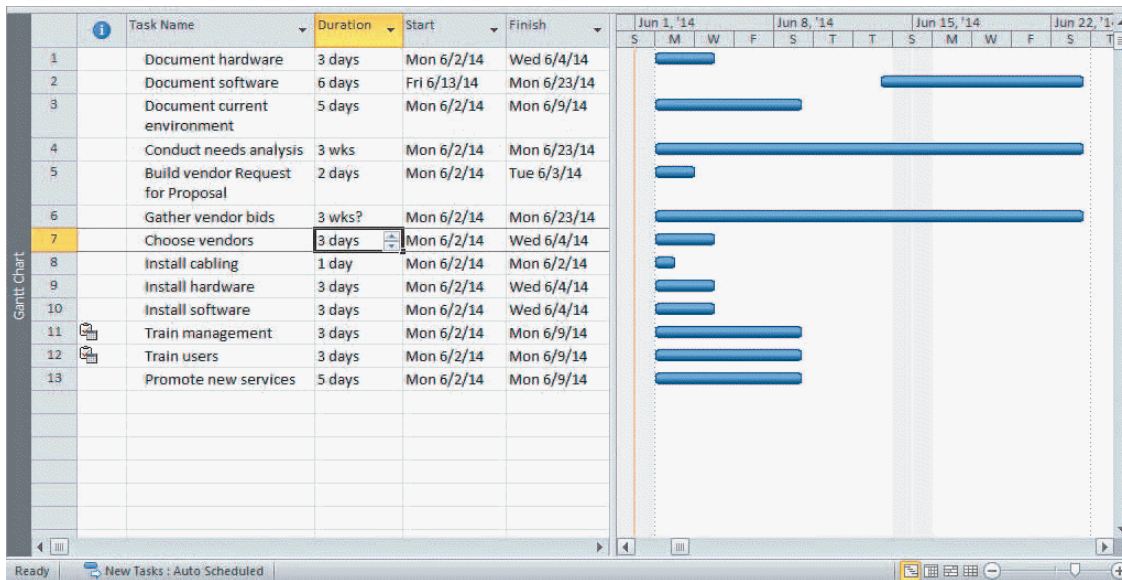 Task Name Duration Start Finish Jun 1, '14 Jun 8, '14 Jun 15, '14 Jun 22, '1
S M W F S T T S M W F S T
1 Document hardware 3 days Mon 6/2/14 Wed 6/4/14
2 Document software 6 days Fri 6/13/14 Mon 6/23/14
3 Document current 5 days Mon 6/2/14 Mon 6/9/14
environment
4 Conduct needs analysis 3 wks Mon 6/2/14 Mon 6/23/14
5 Build vendor Request 2 days Mon 6/2/14 Tue 6/3/14
for Proposal
6 Gather vendor bids 3 wks? Mon 6/2/14 Mon 6/23/14
7 Choose vendors 3 days Mon 6/2/14 Wed 6/4/14
8 Install cabling 1 day Mon 6/2/14 Mon 6/2/14
9 Install hardware 3 days Mon 6/2/14 Wed 6/4/14
10 Install software 3 days Mon 6/2/14 Wed 6/4/14
11 Train management 3 days Mon 6/2/14 Mon 6/9/14
12 Train users 3 days Mon 6/2/14 Mon 6/9/14
13 Promote new services 5 days Mon 6/2/14 Mon 6/9/14
Gantt Chart
Ready New Tasks : Auto Scheduled